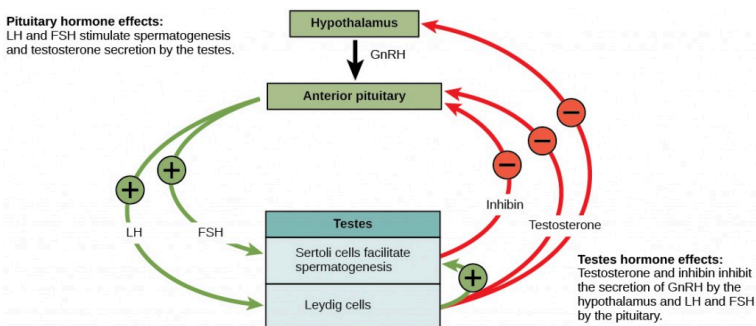 Pituitary hormone effects:
LH and FSH stimulate spermatogenesis
and testosterone secretion by the testes.
Hypothalamus
GnRH
Anterior pituitary
+
+
−
−
−
LH
FSH
Inhibin
Testosterone
Testes
Sertoli cells facilitate
spermatogenesis
+
Leydig cells
Testes hormone effects:
Testosterone and inhibin inhibit
the secretion of GnRH by the
hypothalamus and LH and FSH
by the pituitary.